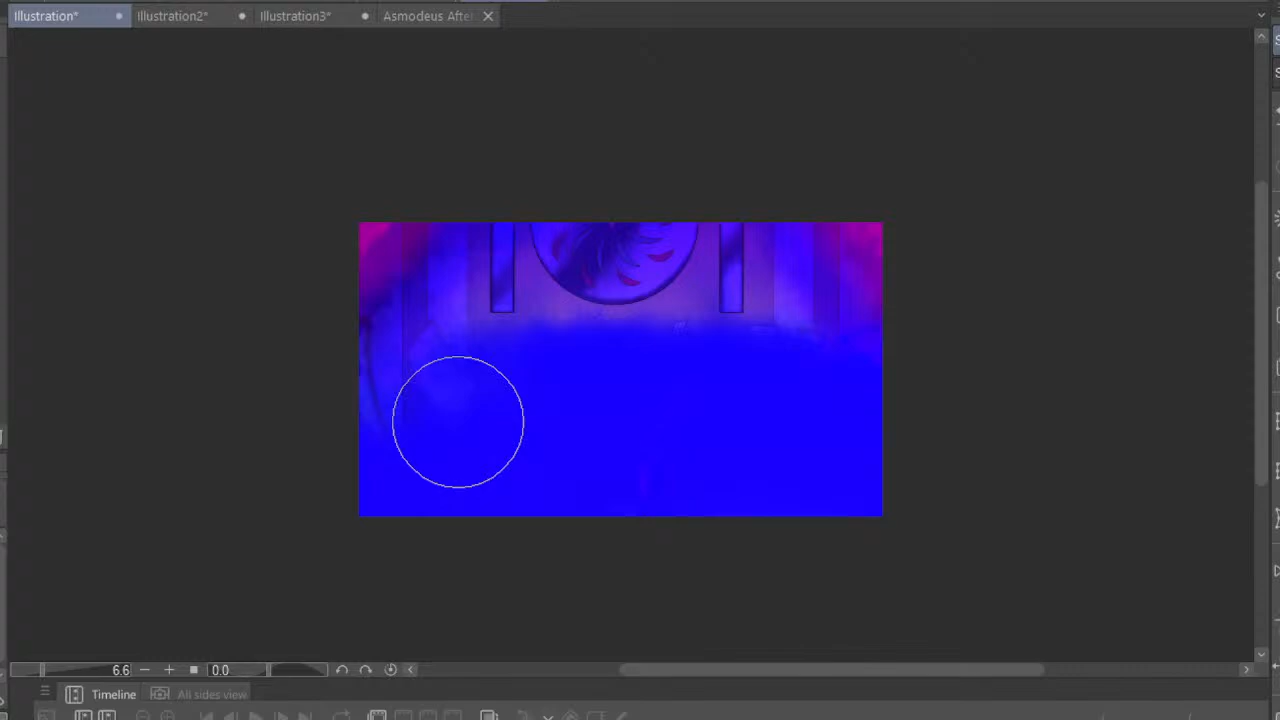 Illustration* Illustration2* Illustration3* Asmodeus Afte
6.6 0.0
Timeline All sides view